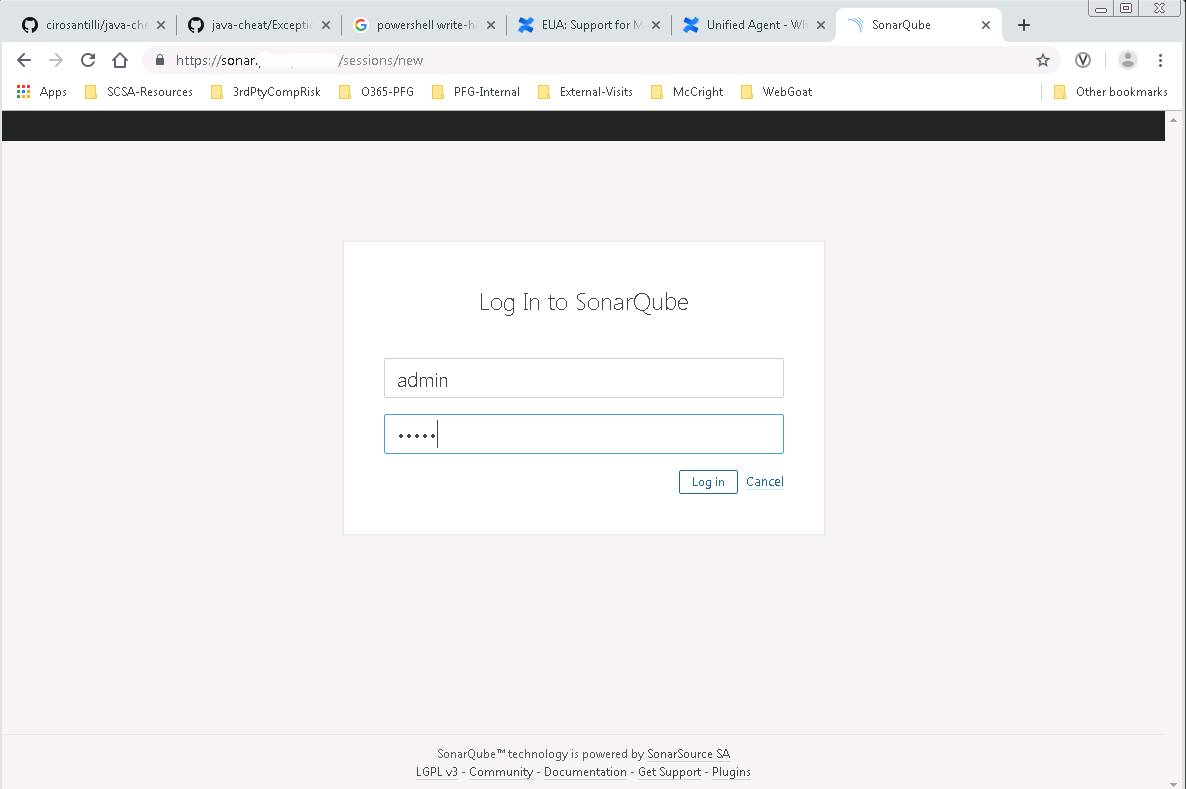 cirosantilli/java-che java-cheat/Exceptio powershell write-ho EUA: Support for M Unified Agent - Wh SonarQube
https://sonar. /sessions/new
Apps SCSA-Resources 3rdPtyCompRisk O365-PFG PFG-Internal External-Visits McCright WebGoat Other bookmarks
Log In to SonarQube
admin
•••••
Log in Cancel
SonarQube™ technology is powered by SonarSource SA
LGPL v3 - Community - Documentation - Get Support - Plugins